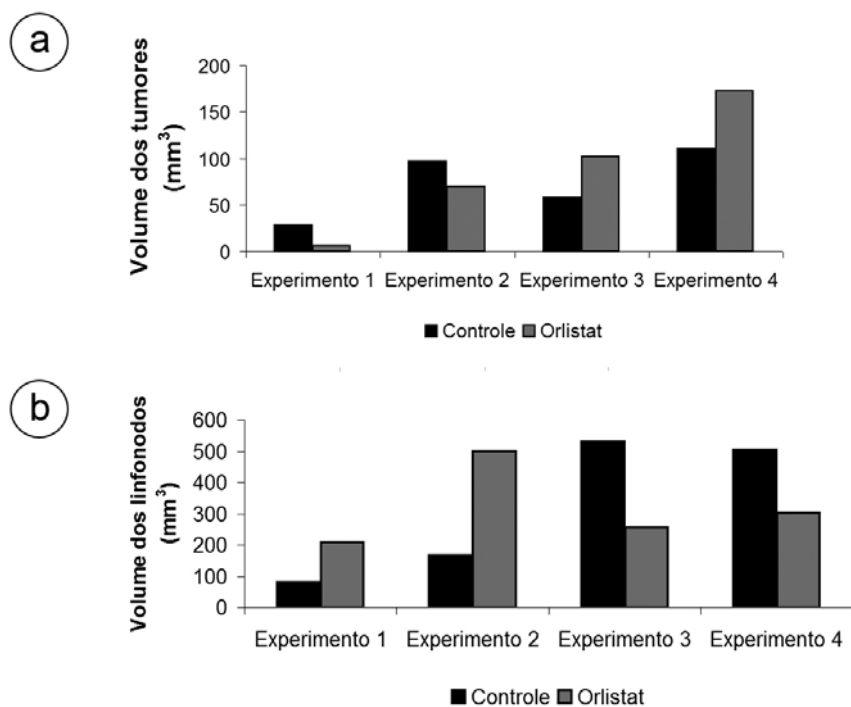 a
Volume dos tumores
(mm³)
200
150
100
50
0
Experimento 1 Experimento 2 Experimento 3 Experimento 4
Controle Orlistat
b
Volume dos linfonodos
(mm³)
600
500
400
300
200
100
0
Experimento 1 Experimento 2 Experimento 3 Experimento 4
Controle Orlistat